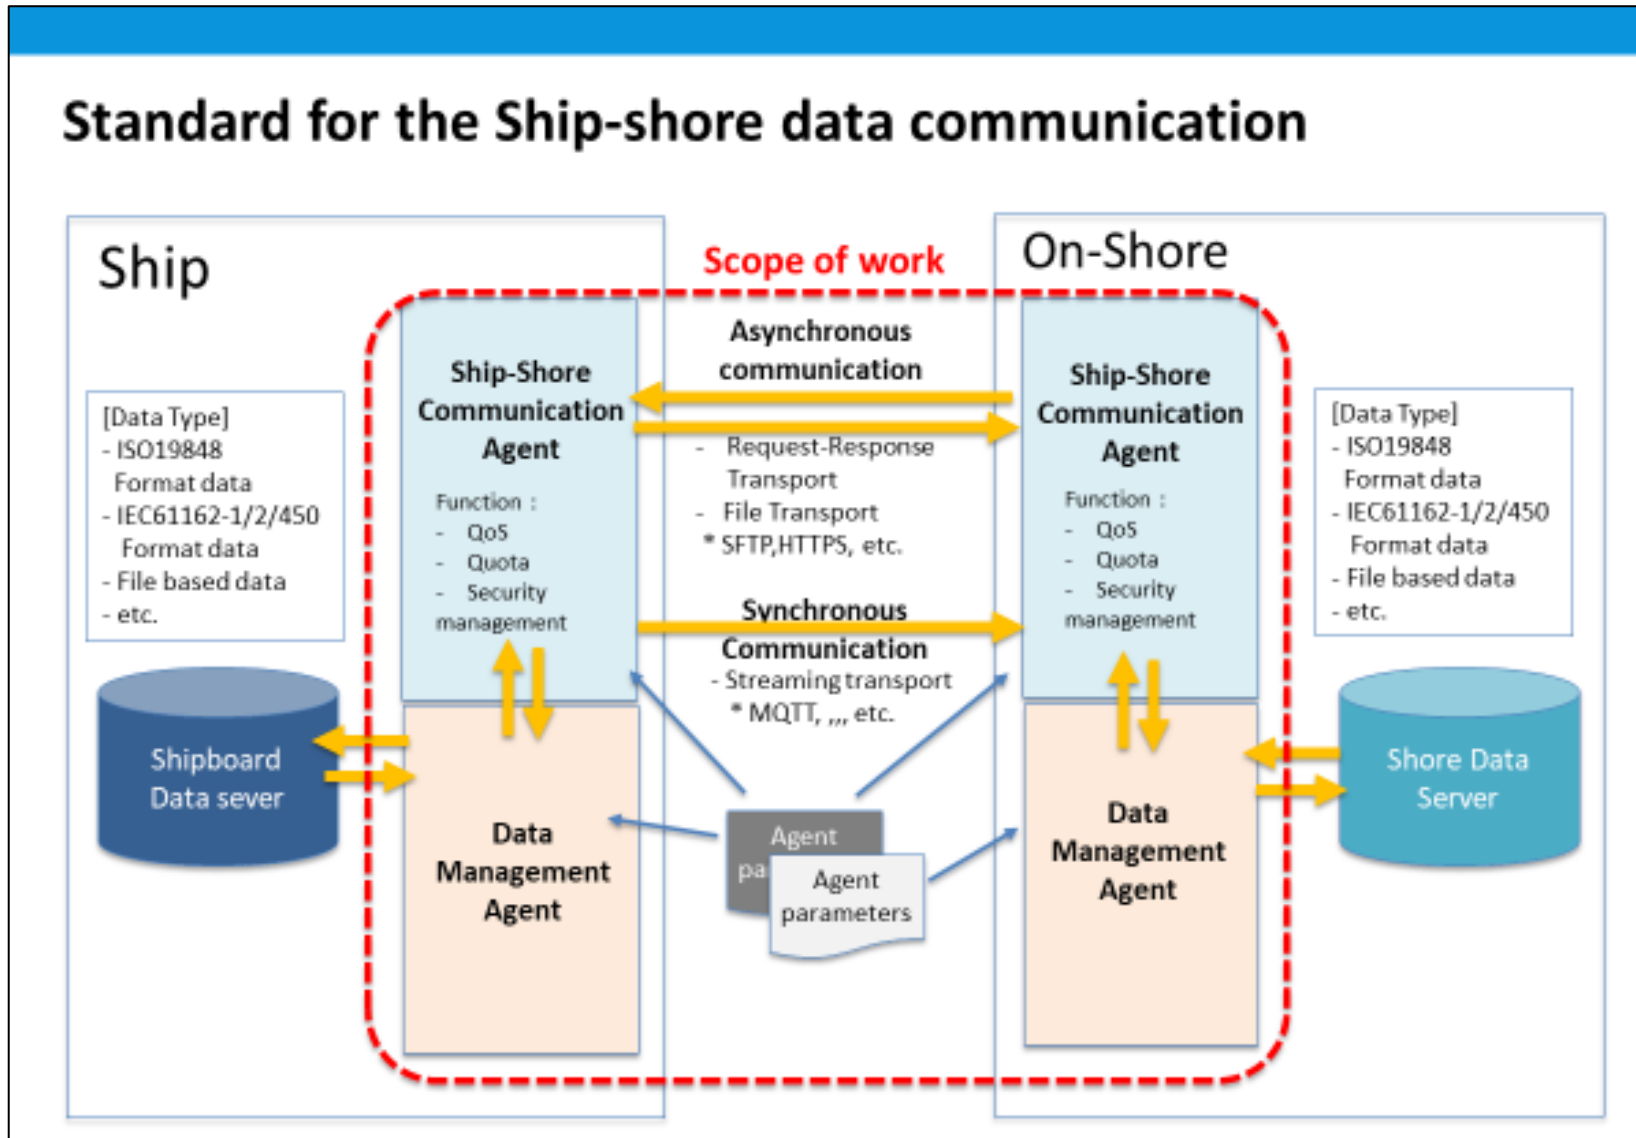 Standard for the Ship-shore data communication
Ship
Scope of work
On-Shore
[Data Type]
- ISO19848
Format data
- IEC61162-1/2/450
Format data
- File based data
- etc.
Shipboard
Data sever
Ship-Shore
Communication
Agent
Function :
- QoS
- Quota
- Security
management
Data
Management
Agent
Asynchronous
communication
- Request-Response
Transport
- File Transport
* SFTP,HTTPS, etc.
Synchronous
Communication
- Streaming transport
* MQTT, ,,, etc.
Agent
pa
Agent
parameters
Ship-Shore
Communication
Agent
Function :
- QoS
- Quota
- Security
management
Data
Management
Agent
[Data Type]
- ISO19848
Format data
- IEC61162-1/2/450
Format data
- File based data
- etc.
Shore Data
Server